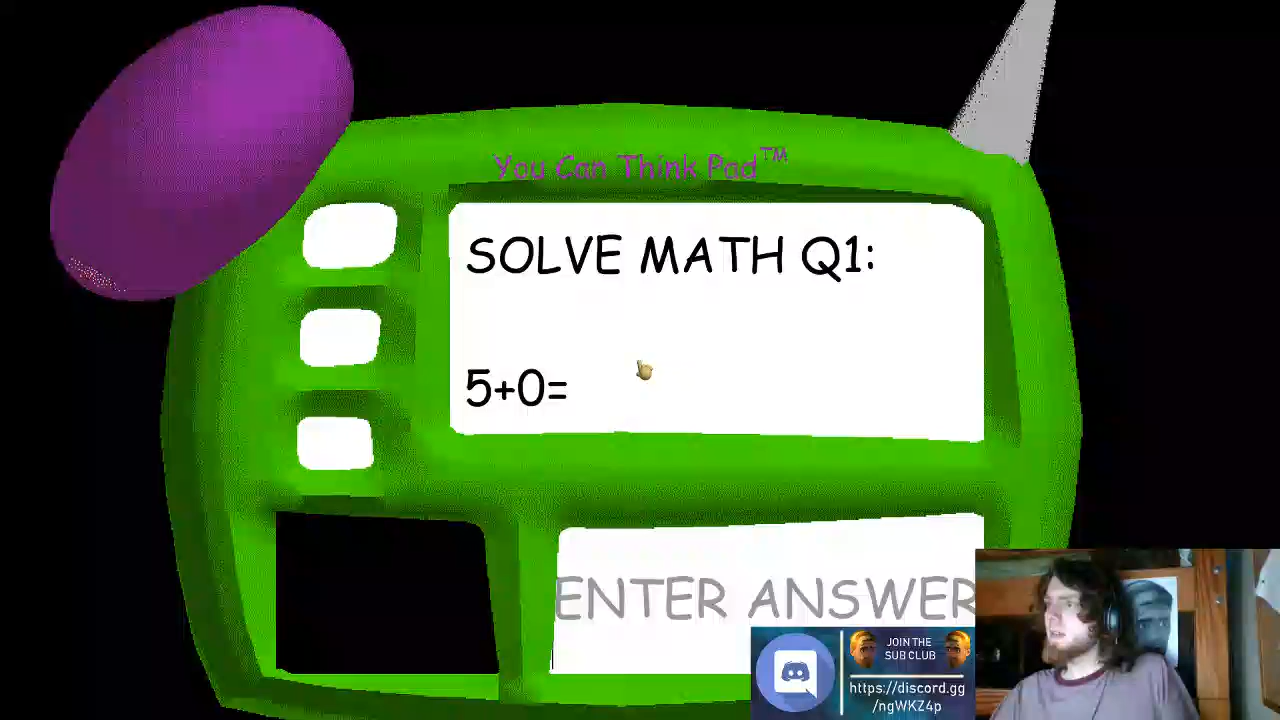 You Can Think Pad™
SOLVE MATH Q1:
5+0=
ENTER ANSWER
JOIN THE
SUB CLUB
https://discord.gg
/ngWKZ4p